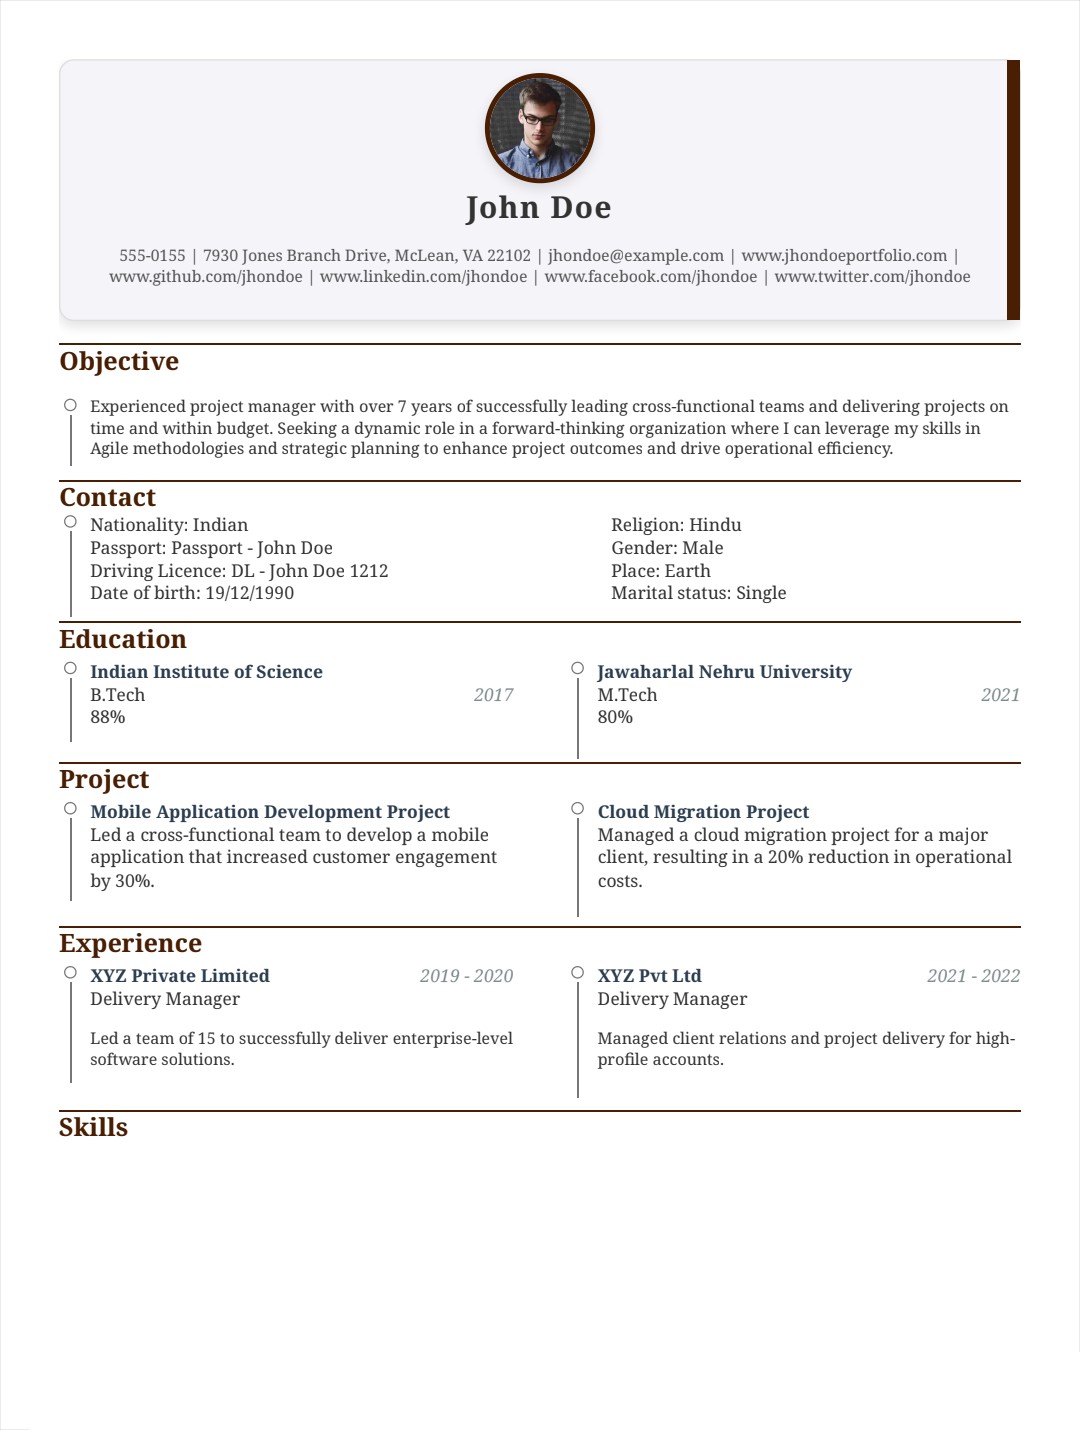 John Doe
555-0155 | 7930 Jones Branch Drive, McLean, VA 22102 | jhondoe@example.com | www.jhondoeportfolio.com |
www.github.com/jhondoe | www.linkedin.com/jhondoe | www.facebook.com/jhondoe | www.twitter.com/jhondoe
Objective
Experienced project manager with over 7 years of successfully leading cross-functional teams and delivering projects on
time and within budget. Seeking a dynamic role in a forward-thinking organization where I can leverage my skills in
Agile methodologies and strategic planning to enhance project outcomes and drive operational efficiency.
Contact
Nationality: Indian
Passport: Passport - John Doe
Driving Licence: DL - John Doe 1212
Date of birth: 19/12/1990
Religion: Hindu
Gender: Male
Place: Earth
Marital status: Single
Education
Indian Institute of Science
B.Tech 2017
88%
Jawaharlal Nehru University
M.Tech 2021
80%
Project
Mobile Application Development Project
Led a cross-functional team to develop a mobile
application that increased customer engagement
by 30%.
Cloud Migration Project
Managed a cloud migration project for a major
client, resulting in a 20% reduction in operational
costs.
Experience
XYZ Private Limited 2019 - 2020
Delivery Manager
Led a team of 15 to successfully deliver enterprise-level
software solutions.
XYZ Pvt Ltd 2021 - 2022
Delivery Manager
Managed client relations and project delivery for high-
profile accounts.
Skills